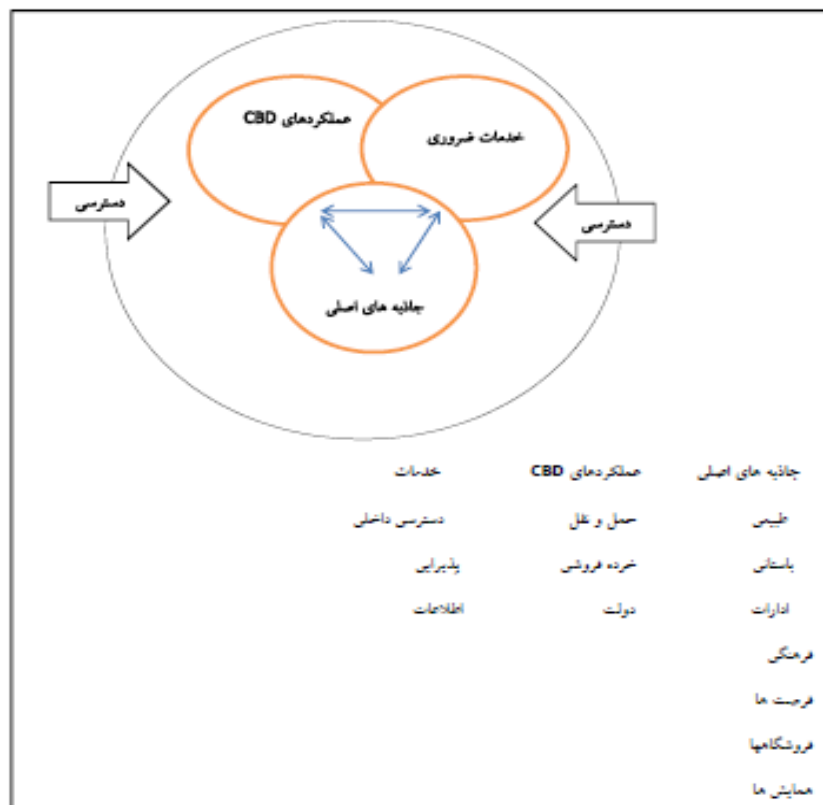 عملکردهای CBD
خدمات ضروری
دسترسی
دسترسی
جاذبه های اصلی
جاذبه های اصلی عملکردهای CBD خدمات
طبیعی حمل و نقل دسترسی داخلی
باستانی خرده فروشی پذیرایی
ادارات دولت اطلاعات
فرهنگی
فرصت ها
فروشگاهها
همایش ها